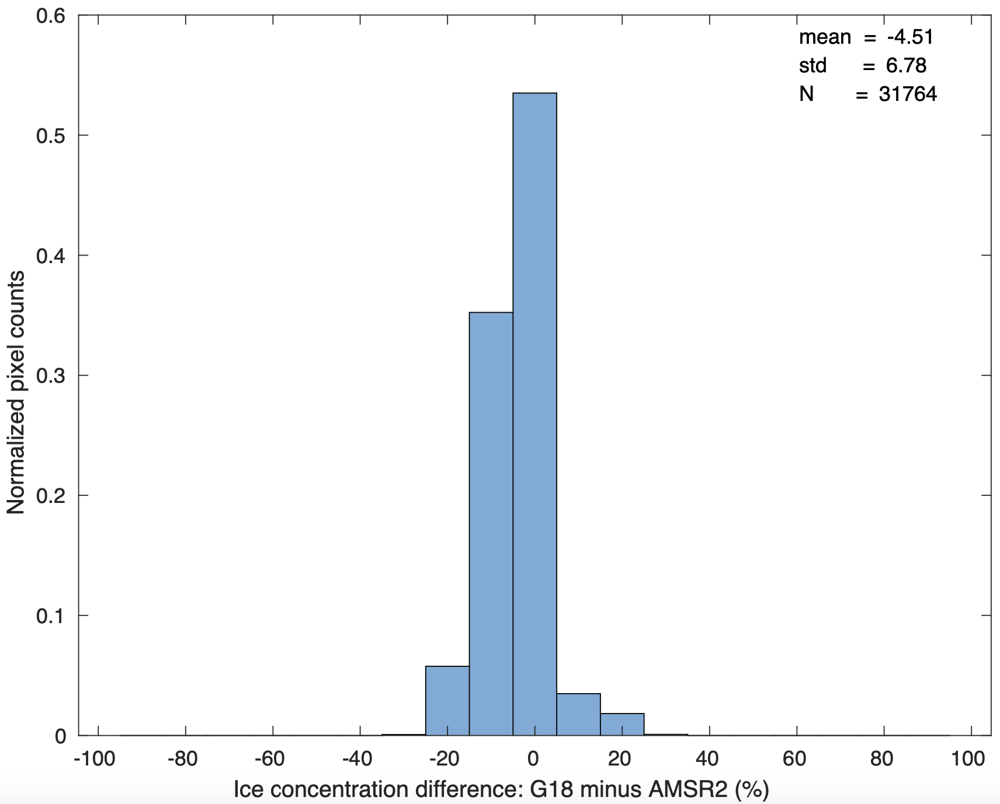 0.6
0.5
0.4
0.3
0.2
0.1
0
Normalized pixel counts
mean = -4.51
std = 6.78
N = 31764
-100 -80 -60 -40 -20 0 20 40 60 80 100
Ice concentration difference: G18 minus AMSR2 (%)